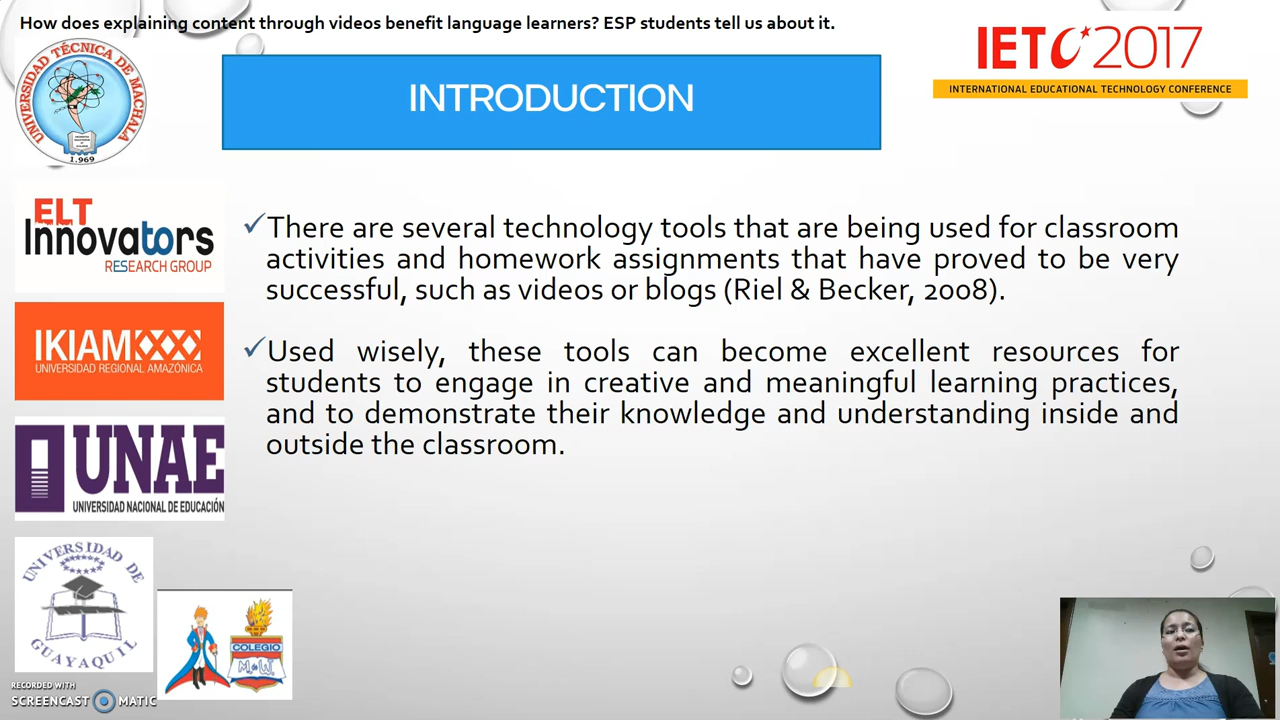 How does explaining content through videos benefit language learners? ESP students tell us about it.
IETC 2017
INTERNATIONAL EDUCATIONAL TECHNOLOGY CONFERENCE
UNIVERSIDAD TÉCNICA DE MACHALA
1.969
INTRODUCTION
ELT
Innovators
RESEARCH GROUP
✓There are several technology tools that are being used for classroom
activities and homework assignments that have proved to be very
successful, such as videos or blogs (Riel & Becker, 2008).
IKIAM
UNIVERSIDAD REGIONAL AMAZÓNICA
✓Used wisely, these tools can become excellent resources for
students to engage in creative and meaningful learning practices,
and to demonstrate their knowledge and understanding inside and
outside the classroom.
UNAE
UNIVERSIDAD NACIONAL DE EDUCACIÓN
UNIVERSIDAD DE
GUAYAQUIL
COLEGIO
RECORDED WITH
SCREENCAST MATIC